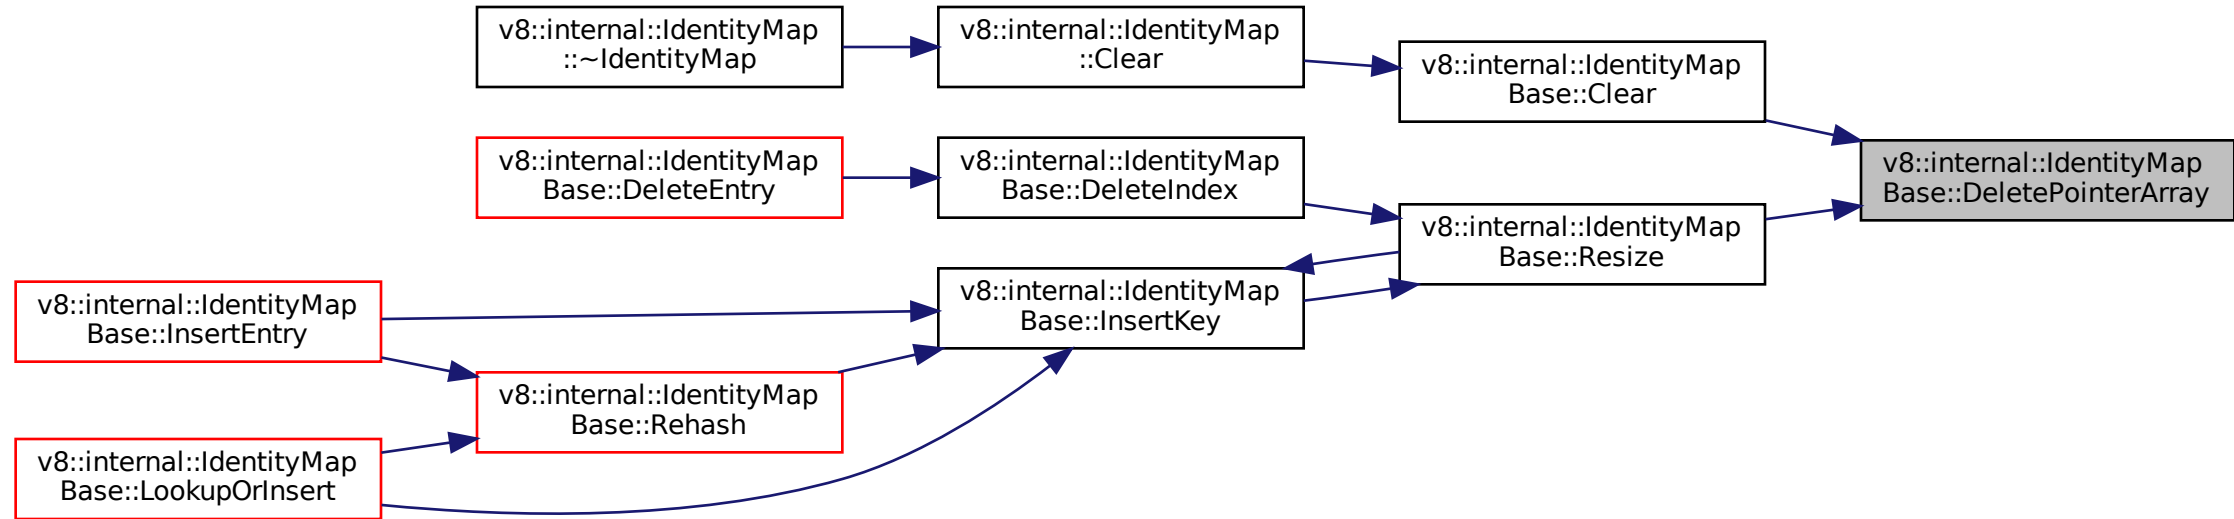 v8::internal::IdentityMap
::~IdentityMap
v8::internal::IdentityMap
::Clear
v8::internal::IdentityMap
Base::Clear
v8::internal::IdentityMap
Base::DeletePointerArray
v8::internal::IdentityMap
Base::DeleteEntry
v8::internal::IdentityMap
Base::DeleteIndex
v8::internal::IdentityMap
Base::Resize
v8::internal::IdentityMap
Base::InsertEntry
v8::internal::IdentityMap
Base::InsertKey
v8::internal::IdentityMap
Base::Rehash
v8::internal::IdentityMap
Base::LookupOrInsert